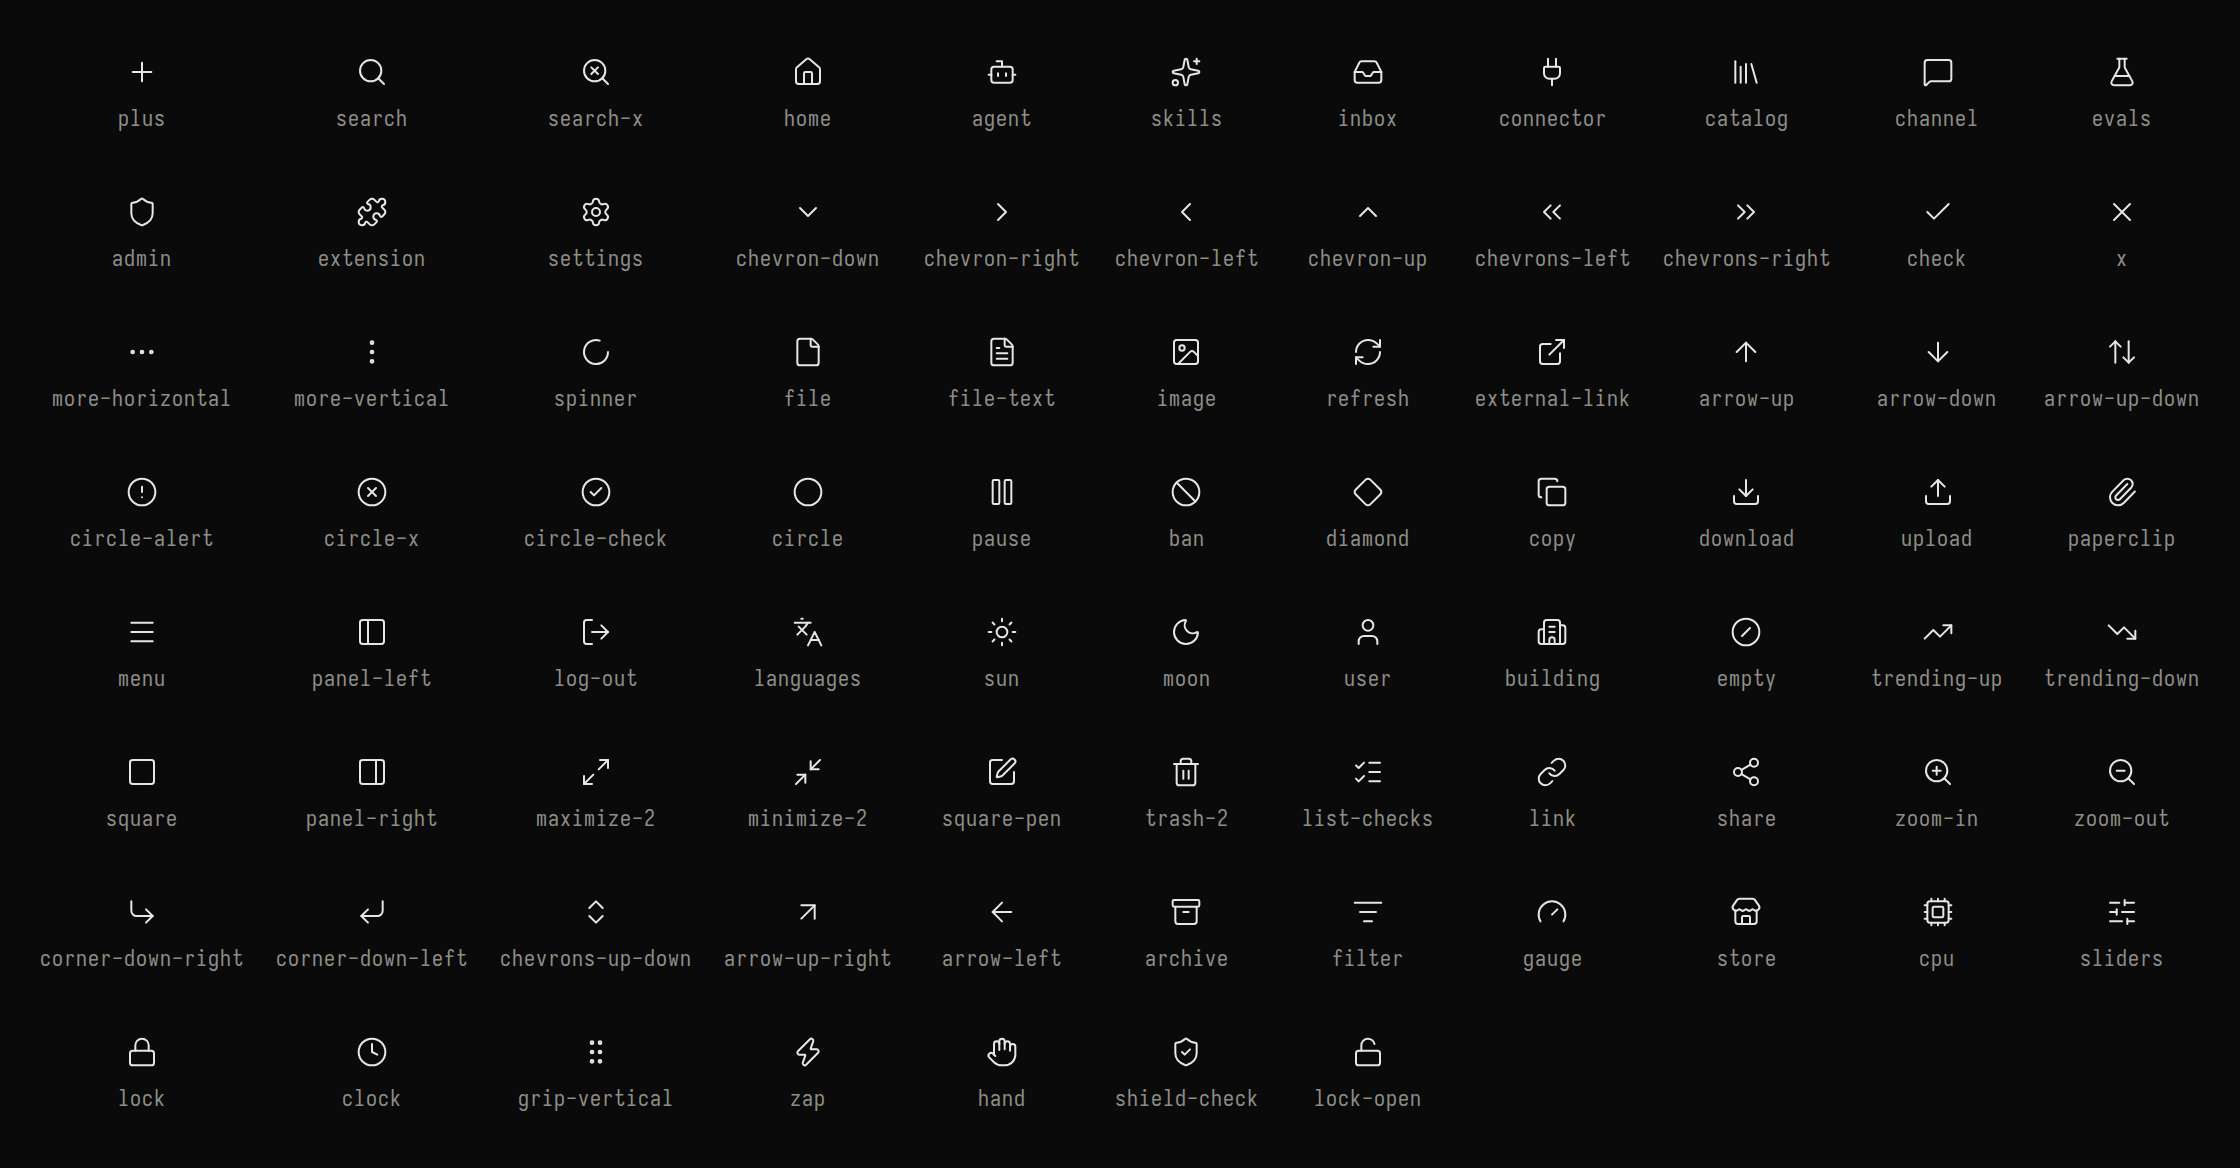 plus search search-x home agent skills inbox connector catalog channel evals
admin extension settings chevron-down chevron-right chevron-left chevron-up chevrons-left chevrons-right check x
more-horizontal more-vertical spinner file file-text image refresh external-link arrow-up arrow-down arrow-up-down
circle-alert circle-x circle-check circle pause ban diamond copy download upload paperclip
menu panel-left log-out languages sun moon user building empty trending-up trending-down
square panel-right maximize-2 minimize-2 square-pen trash-2 list-checks link share zoom-in zoom-out
corner-down-right corner-down-left chevrons-up-down arrow-up-right arrow-left archive filter gauge store cpu sliders
lock clock grip-vertical zap hand shield-check lock-open